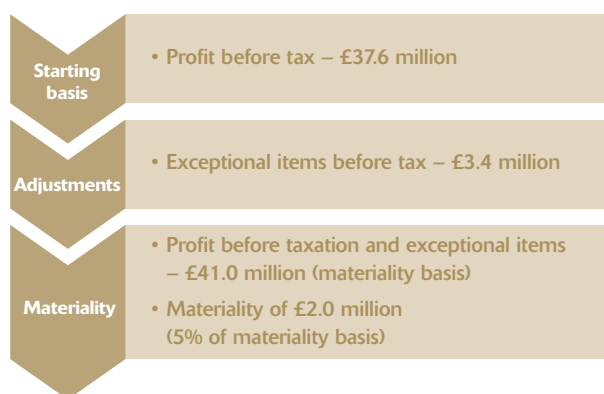 Starting
basis
• Profit before tax – £37.6 million
Adjustments
• Exceptional items before tax – £3.4 million
Materiality
• Profit before taxation and exceptional items
– £41.0 million (materiality basis)
• Materiality of £2.0 million
(5% of materiality basis)